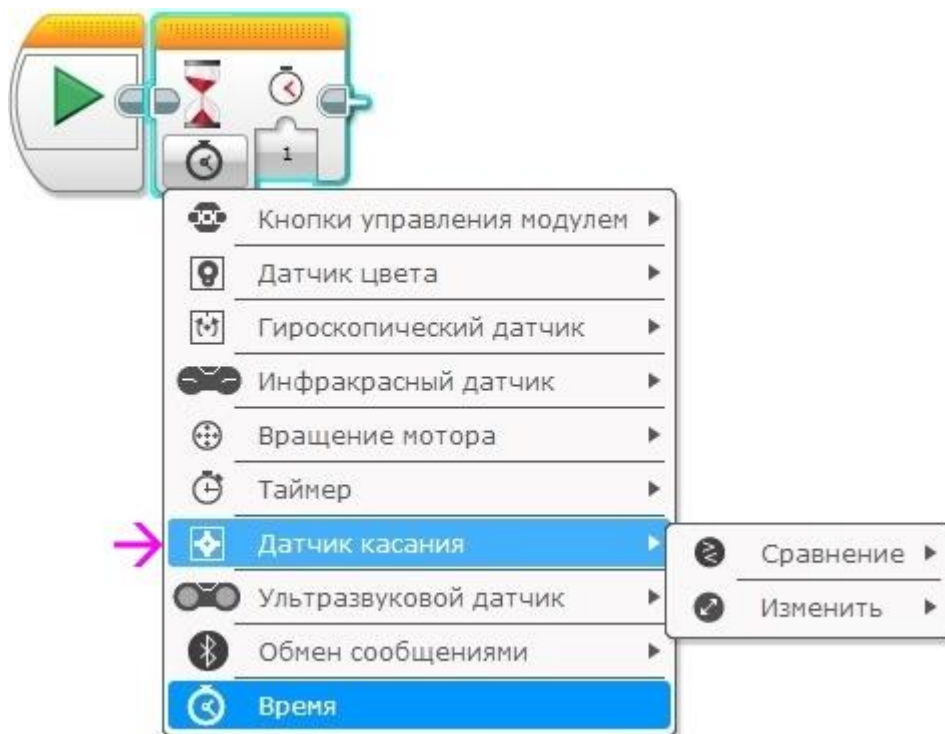 1
Кнопки управления модулем
Датчик цвета
Гироскопический датчик
Инфракрасный датчик
Вращение мотора
Таймер
Датчик касания
Сравнение
Ультразвуковой датчик
Изменить
Обмен сообщениями
Время